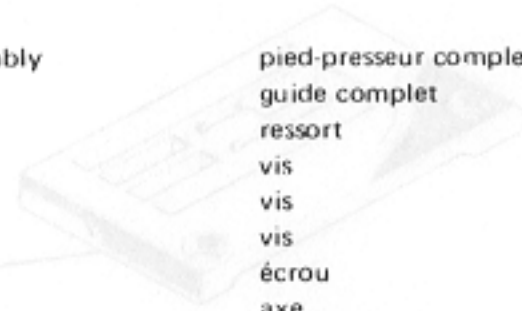 bly pied-presseur comple
guide complet
ressort
vis
vis
vis
écrou
axe